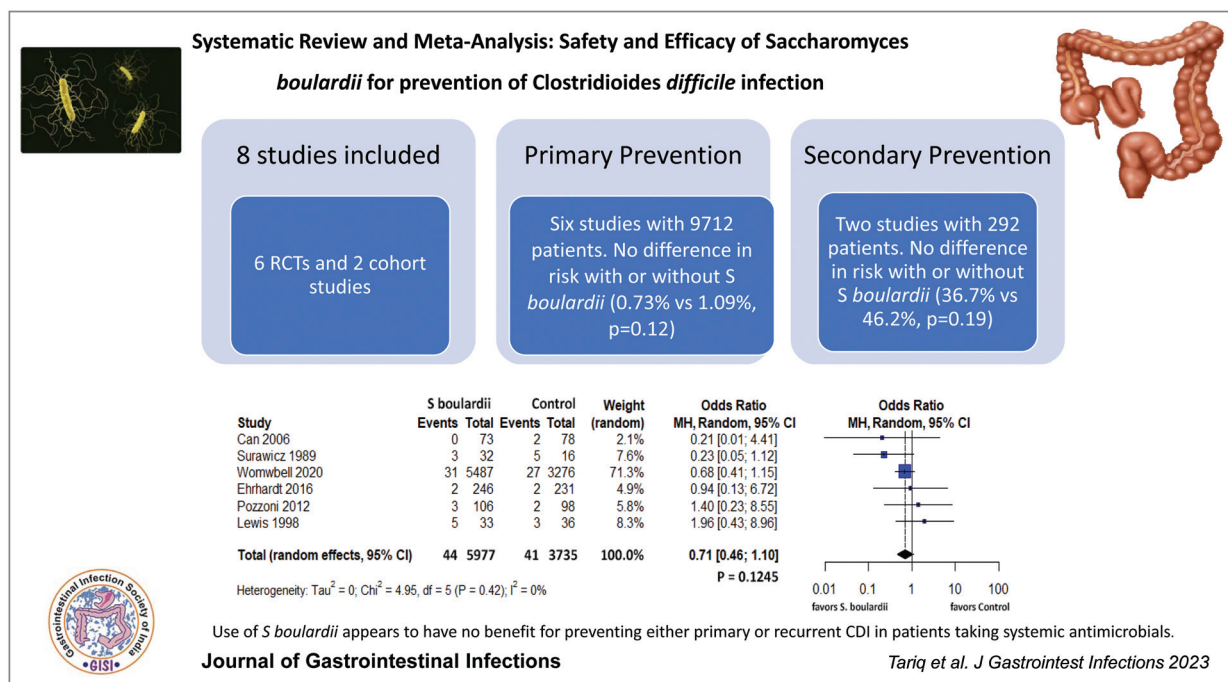 Systematic Review and Meta-Analysis: Safety and Efficacy of Saccharomyces
boulardii for prevention of Clostridioides difficile infection
8 studies included
6 RCTs and 2 cohort
studies
Primary Prevention
Six studies with 9712
patients. No difference in
risk with or without S
boulardii (0.73% vs 1.09%,
p=0.12)
Secondary Prevention
Two studies with 292
patients. No difference
in risk with or without
S boulardii (36.7% vs
46.2%, p=0.19)
S boulardii Control Weight Odds Ratio Odds Ratio
Study Events Total Events Total (random) MH, Random, 95% CI MH, Random, 95% CI
Can 2006 0 73 2 78 2.1% 0.21 [0.01; 4.41]
Surawicz 1989 3 32 5 16 7.6% 0.23 [0.05; 1.12]
Womwbell 2020 31 5487 27 3276 71.3% 0.68 [0.41; 1.15]
Ehrhardt 2016 2 246 2 231 4.9% 0.94 [0.13; 6.72]
Pozzoni 2012 3 106 2 98 5.8% 1.40 [0.23; 8.55]
Lewis 1998 5 33 3 36 8.3% 1.96 [0.43; 8.96]
Total (random effects, 95% CI) 44 5977 41 3735 100.0% 0.71 [0.46; 1.10]
P = 0.1245
Heterogeneity: Tau² = 0; Chi² = 4.95, df = 5 (P = 0.42); I² = 0%
0.01 0.1 1 10 100
favors S. boulardii favors Control
Use of S boulardii appears to have no benefit for preventing either primary or recurrent CDI in patients taking systemic antimicrobials.
Gastrointestinal Infection Society of India
GISI
Journal of Gastrointestinal Infections
Tariq et al. J Gastrointest Infections 2023